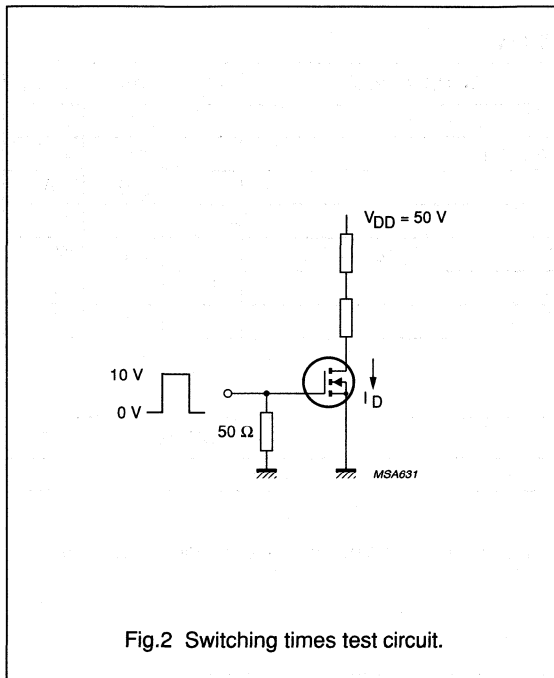 V_DD = 50 V
10 V
0 V
50 Ω
I_D
MSA631
Fig.2 Switching times test circuit.